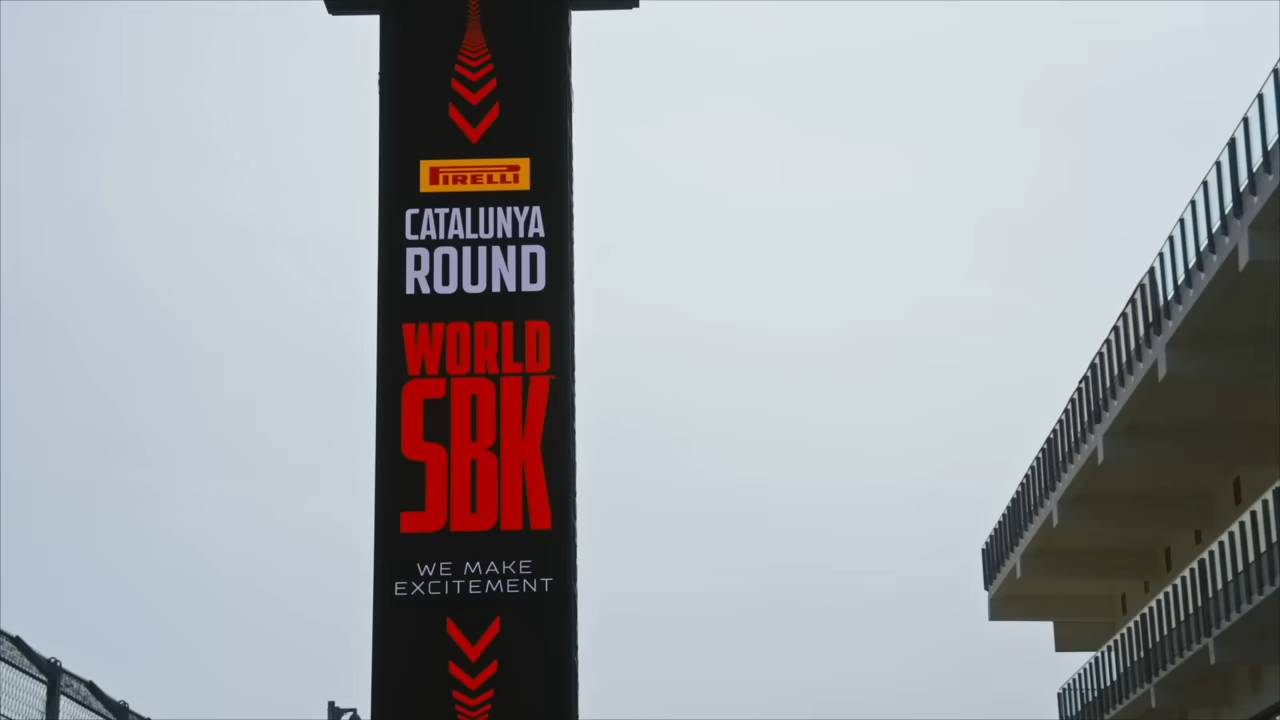 PIRELLI
CATALUNYA
ROUND
WORLD
SBK
WE MAKE
EXCITEMENT